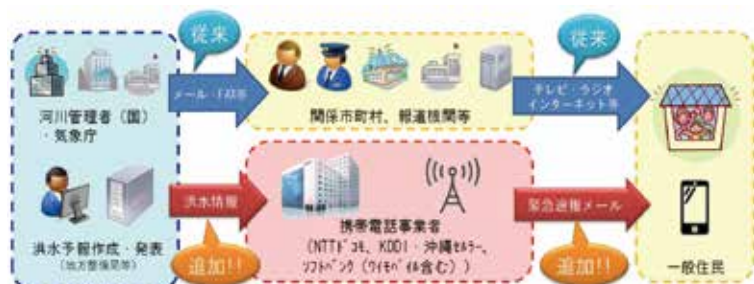 従来
従来
メール・FAX等
テレビ・ラジオ
インターネット等
河川管理者（国）
・気象庁
関係市町村、報道機関等
洪水情報
緊急速報メール
洪水予報作成・発表
（地方整備局等）
携帯電話事業者
（NTTﾄﾞｺﾓ、KDDI・沖縄ｾﾙﾗｰ、
ｿﾌﾄﾊﾞﾝｸ（ﾜｲﾓﾊﾞｲﾙ含む））
追加!!
追加!!
一般住民